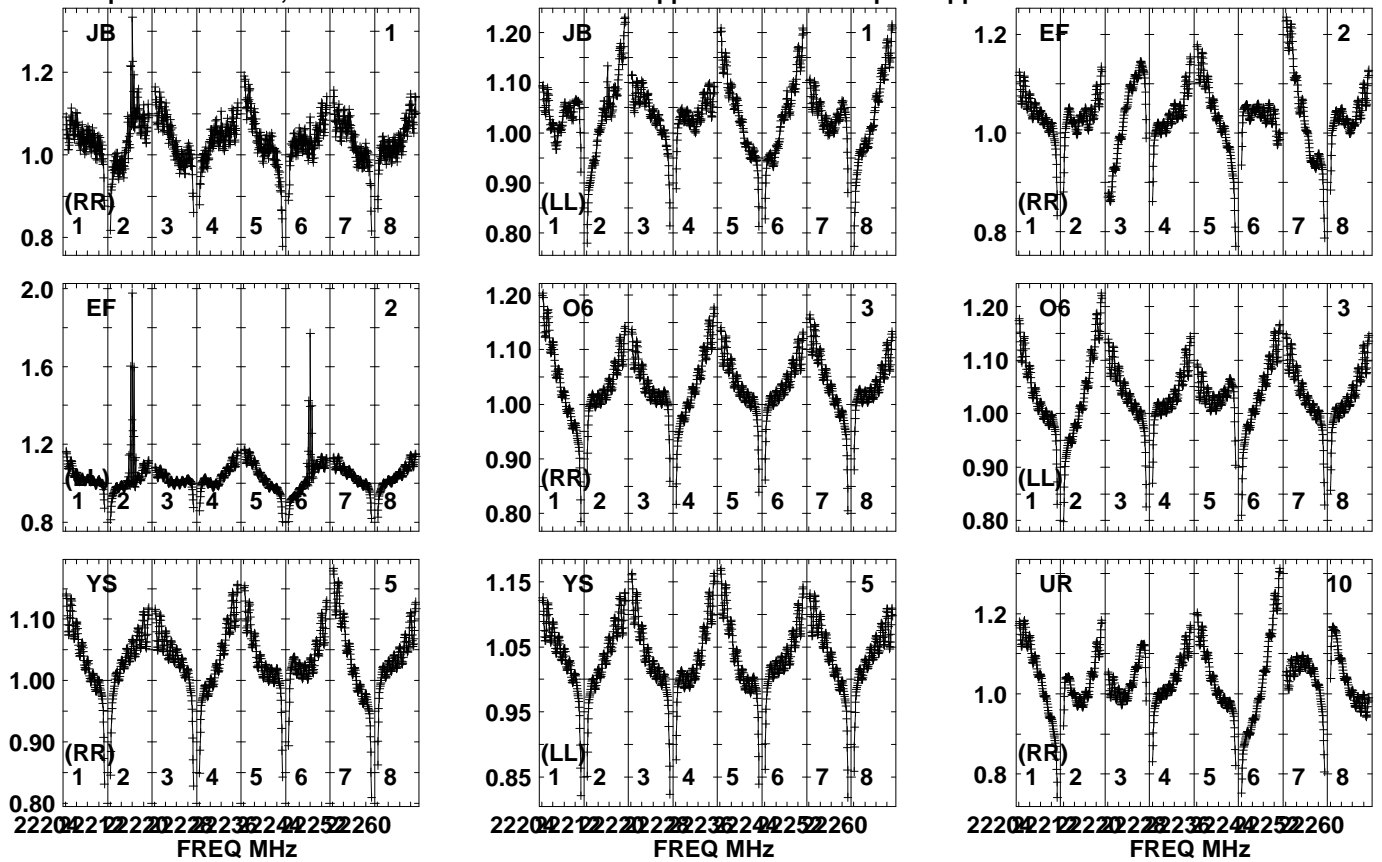 JB 1
1.2
1.0
0.8
(RR)
1 2 3 4 5 6 7 8
JB 1
1.20
1.10
1.00
0.90
0.80
(LL)
1 2 3 4 5 6 7 8
EF 2
1.2
1.0
0.8
(RR)
1 2 3 4 5 6 7 8
EF 2
2.0
1.6
1.2
0.8
1 2 3 4 5 6 7 8
O6 3
1.20
1.10
1.00
0.90
0.80
(RR)
1 2 3 4 5 6 7 8
O6 3
1.20
1.10
1.00
0.90
0.80
(LL)
1 2 3 4 5 6 7 8
YS 5
1.10
1.00
0.90
0.80
(RR)
1 2 3 4 5 6 7 8
FREQ MHz
YS 5
1.15
1.05
0.95
0.85
(LL)
1 2 3 4 5 6 7 8
FREQ MHz
UR 10
1.2
1.0
0.8
(RR)
1 2 3 4 5 6 7 8
FREQ MHz